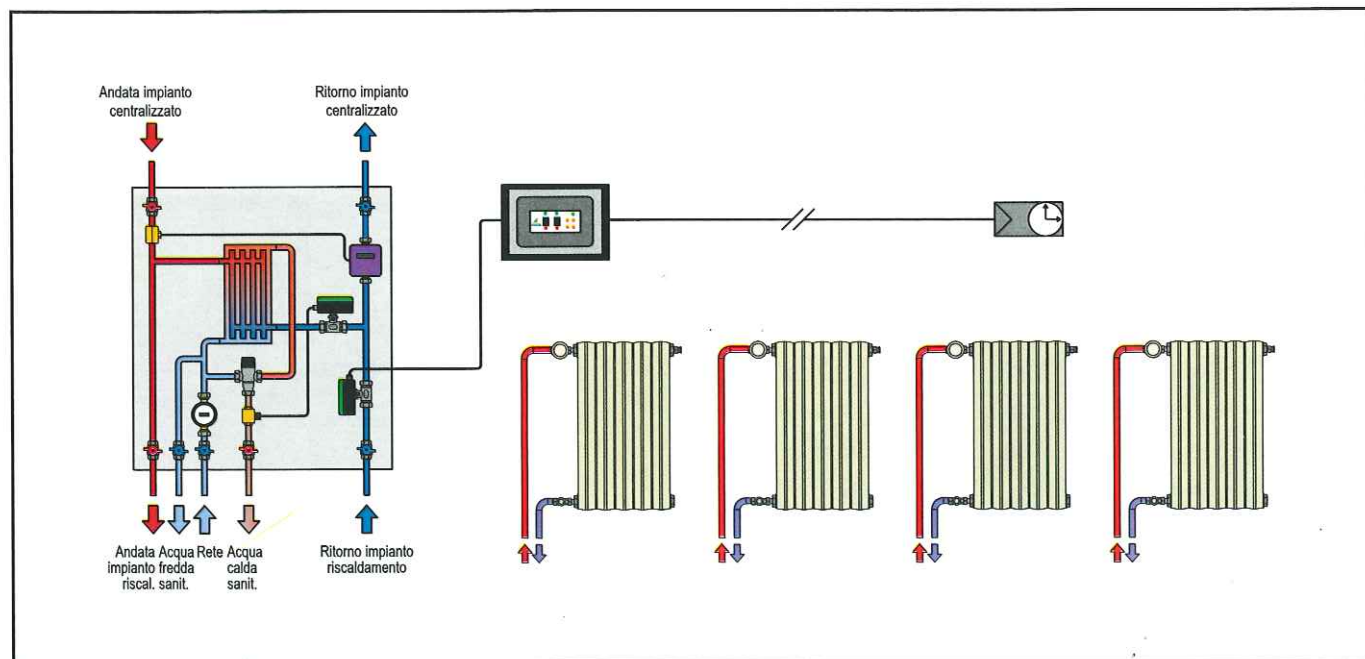 Andata impianto
centralizzato
Ritorno impianto
centralizzato
Andata
impianto
riscal.
Acqua
fredda
sanit.
Rete
Acqua
calda
sanit.
Ritorno impianto
riscaldamento